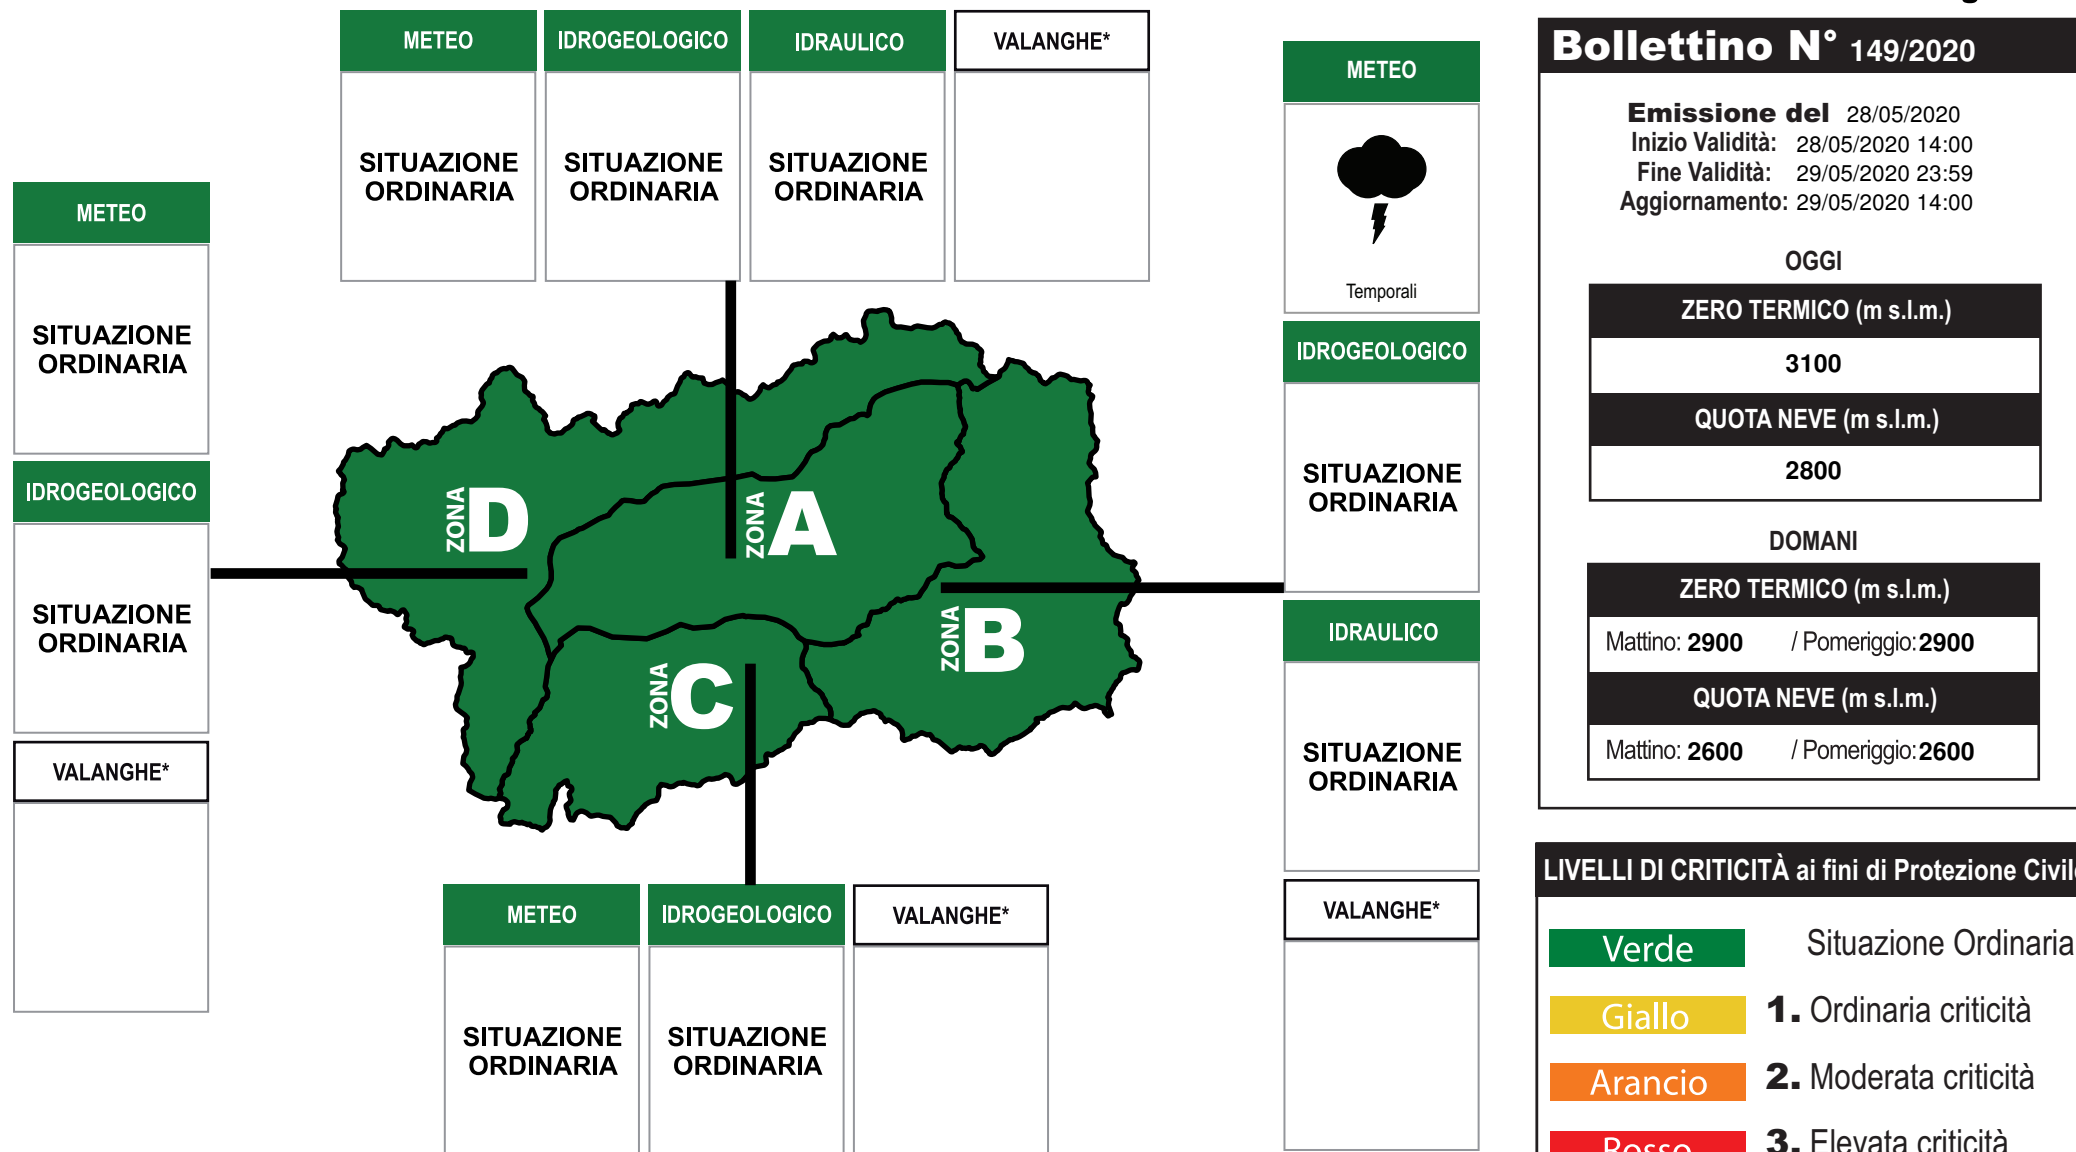 METEO
IDROGEOLOGICO
IDRAULICO
VALANGHE*
SITUAZIONE
ORDINARIA
SITUAZIONE
ORDINARIA
SITUAZIONE
ORDINARIA
METEO
SITUAZIONE
ORDINARIA
IDROGEOLOGICO
SITUAZIONE
ORDINARIA
VALANGHE*
ZONA D
ZONA A
ZONA B
ZONA C
METEO
Temporali
IDROGEOLOGICO
SITUAZIONE
ORDINARIA
IDRAULICO
SITUAZIONE
ORDINARIA
VALANGHE*
METEO
IDROGEOLOGICO
VALANGHE*
SITUAZIONE
ORDINARIA
SITUAZIONE
ORDINARIA
Bollettino N° 149/2020
Emissione del 28/05/2020
Inizio Validità: 28/05/2020 14:00
Fine Validità: 29/05/2020 23:59
Aggiornamento: 29/05/2020 14:00
OGGI
ZERO TERMICO (m s.l.m.)
3100
QUOTA NEVE (m s.l.m.)
2800
DOMANI
ZERO TERMICO (m s.l.m.)
Mattino: 2900 / Pomeriggio: 2900
QUOTA NEVE (m s.l.m.)
Mattino: 2600 / Pomeriggio: 2600
LIVELLI DI CRITICITÀ ai fini di Protezione Civile
Verde Situazione Ordinaria
Giallo 1. Ordinaria criticità
Arancio 2. Moderata criticità
Rosso 3. Elevata criticità